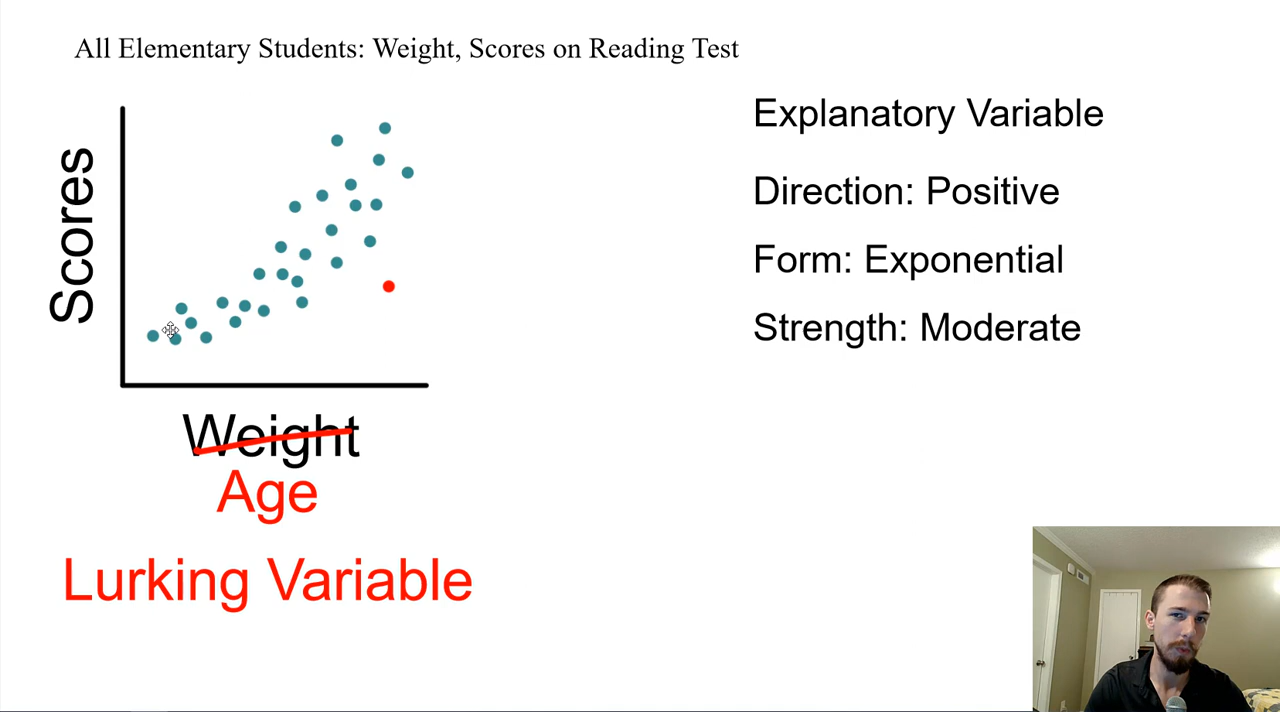 All Elementary Students: Weight, Scores on Reading Test
Explanatory Variable
Direction: Positive
Form: Exponential
Strength: Moderate
Scores
Weight
Age
Lurking Variable